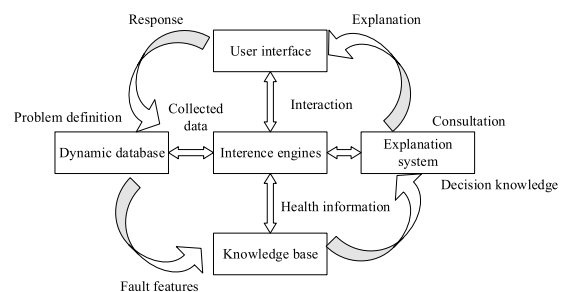 Response
Explanation
User interface
Interaction
Collected
data
Problem definition
Consultation
Dynamic database
Interence engines
Explanation
system
Decision knowledge
Health information
Knowledge base
Fault features